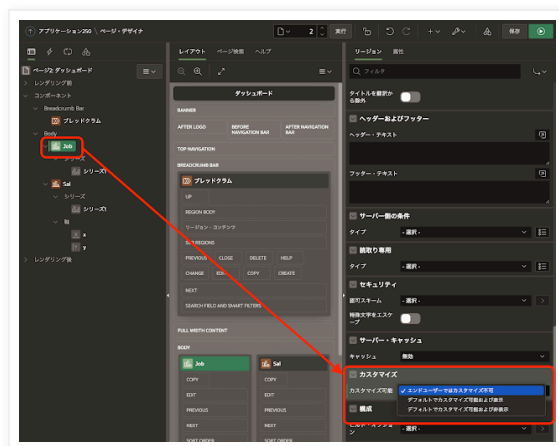 アプリケーション250 \ ページ・デザイナ
2
実行
保存
レイアウト ページ検索 ヘルプ
リージョン 属性
ページ2: ダッシュボード
レンダリング前
コンポーネント
Breadcrumb Bar
ブレッドクラム
Body
Job
シリーズ
シリーズ1
Sal
シリーズ
シリーズ1
軸
x
y
レンダリング後
ダッシュボード
BANNER
AFTER LOGO
BEFORE NAVIGATION BAR
AFTER NAVIGATION BAR
TOP NAVIGATION
BREADCRUMB BAR
ブレッドクラム
UP
REGION BODY
リージョン・コンテンツ
SUB REGIONS
PREVIOUS CLOSE DELETE HELP
CHANGE EDIT COPY CREATE
NEXT
SEARCH FIELD AND SMART FILTERS
FULL WIDTH CONTENT
BODY
Job
Sal
COPY
COPY
EDIT
EDIT
PREVIOUS
PREVIOUS
NEXT
NEXT
SORT ORDER
SORT ORDER
フィルタ
タイトルを翻訳から除外
ヘッダーおよびフッター
ヘッダー・テキスト
フッター・テキスト
サーバー側の条件
タイプ - 選択 -
読取り専用
タイプ - 選択 -
セキュリティ
認可スキーム - 選択 -
特殊文字をエスケープ
サーバー・キャッシュ
キャッシュ 無効
カスタマイズ
カスタマイズ可能
エンドユーザーではカスタマイズ不可
デフォルトでカスタマイズ可能および表示
デフォルトでカスタマイズ可能および非表示
構成
ビルド・オプション - 選択 -